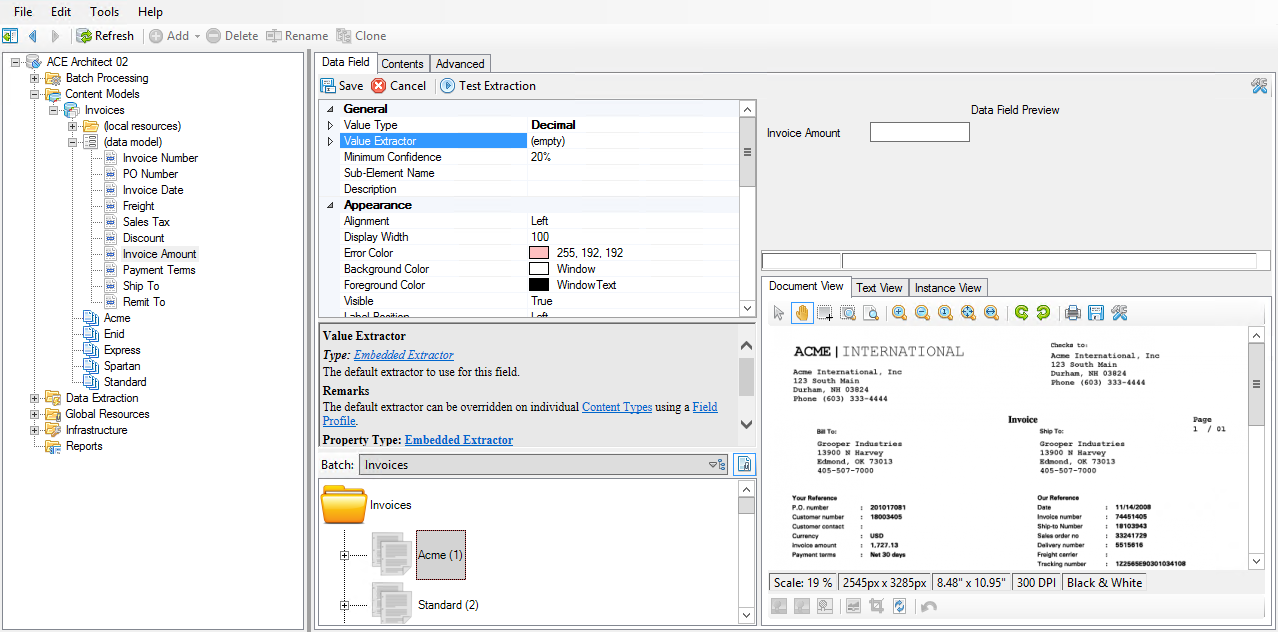 File Edit Tools Help
Refresh Add Delete Rename Clone
ACE Architect 02
Batch Processing
Content Models
Invoices
(local resources)
(data model)
Invoice Number
PO Number
Invoice Date
Freight
Sales Tax
Discount
Invoice Amount
Payment Terms
Ship To
Remit To
Acme
Enid
Express
Spartan
Standard
Data Extraction
Global Resources
Infrastructure
Reports
Data Field Contents Advanced
Save Cancel Test Extraction
General
Value Type Decimal
Value Extractor (empty)
Minimum Confidence 20%
Sub-Element Name
Description
Appearance
Alignment Left
Display Width 100
Error Color 255, 192, 192
Background Color Window
Foreground Color WindowText
Visible True
Label Position Left
Value Extractor
Type: Embedded Extractor
The default extractor to use for this field.
Remarks
The default extractor can be overridden on individual Content Types using a Field
Profile.
Property Type: Embedded Extractor
Batch: Invoices
Invoices
Acme (1)
Standard (2)
Data Field Preview
Invoice Amount
Document View Text View Instance View
ACME | INTERNATIONAL
Acme International, Inc
123 South Main
Durham, NH 03824
Phone (603) 333-4444
Checks to:
Acme International, Inc
123 South Main
Durham, NH 03824
Phone (603) 333-4444
Invoice
Page
1 / 01
Bill To:
Grooper Industries
13900 N Harvey
Edmond, OK 73013
405-507-7000
Ship To:
Grooper Industries
13900 N Harvey
Edmond, OK 73013
405-507-7000
Your Reference
P.O. number : 201017081
Customer number : 18003405
Customer contact :
Currency : USD
Invoice amount : 1,727.13
Payment terms : Net 30 days
Our Reference
Date : 11/14/2008
Invoice number : 74451405
Ship-to Number : 18103943
Sales order no : 33241729
Delivery number : 5515616
Freight carrier :
Tracking number : 1Z2565E90301034108
Scale: 19 % 2545px x 3285px 8.48" x 10.95" 300 DPI Black & White